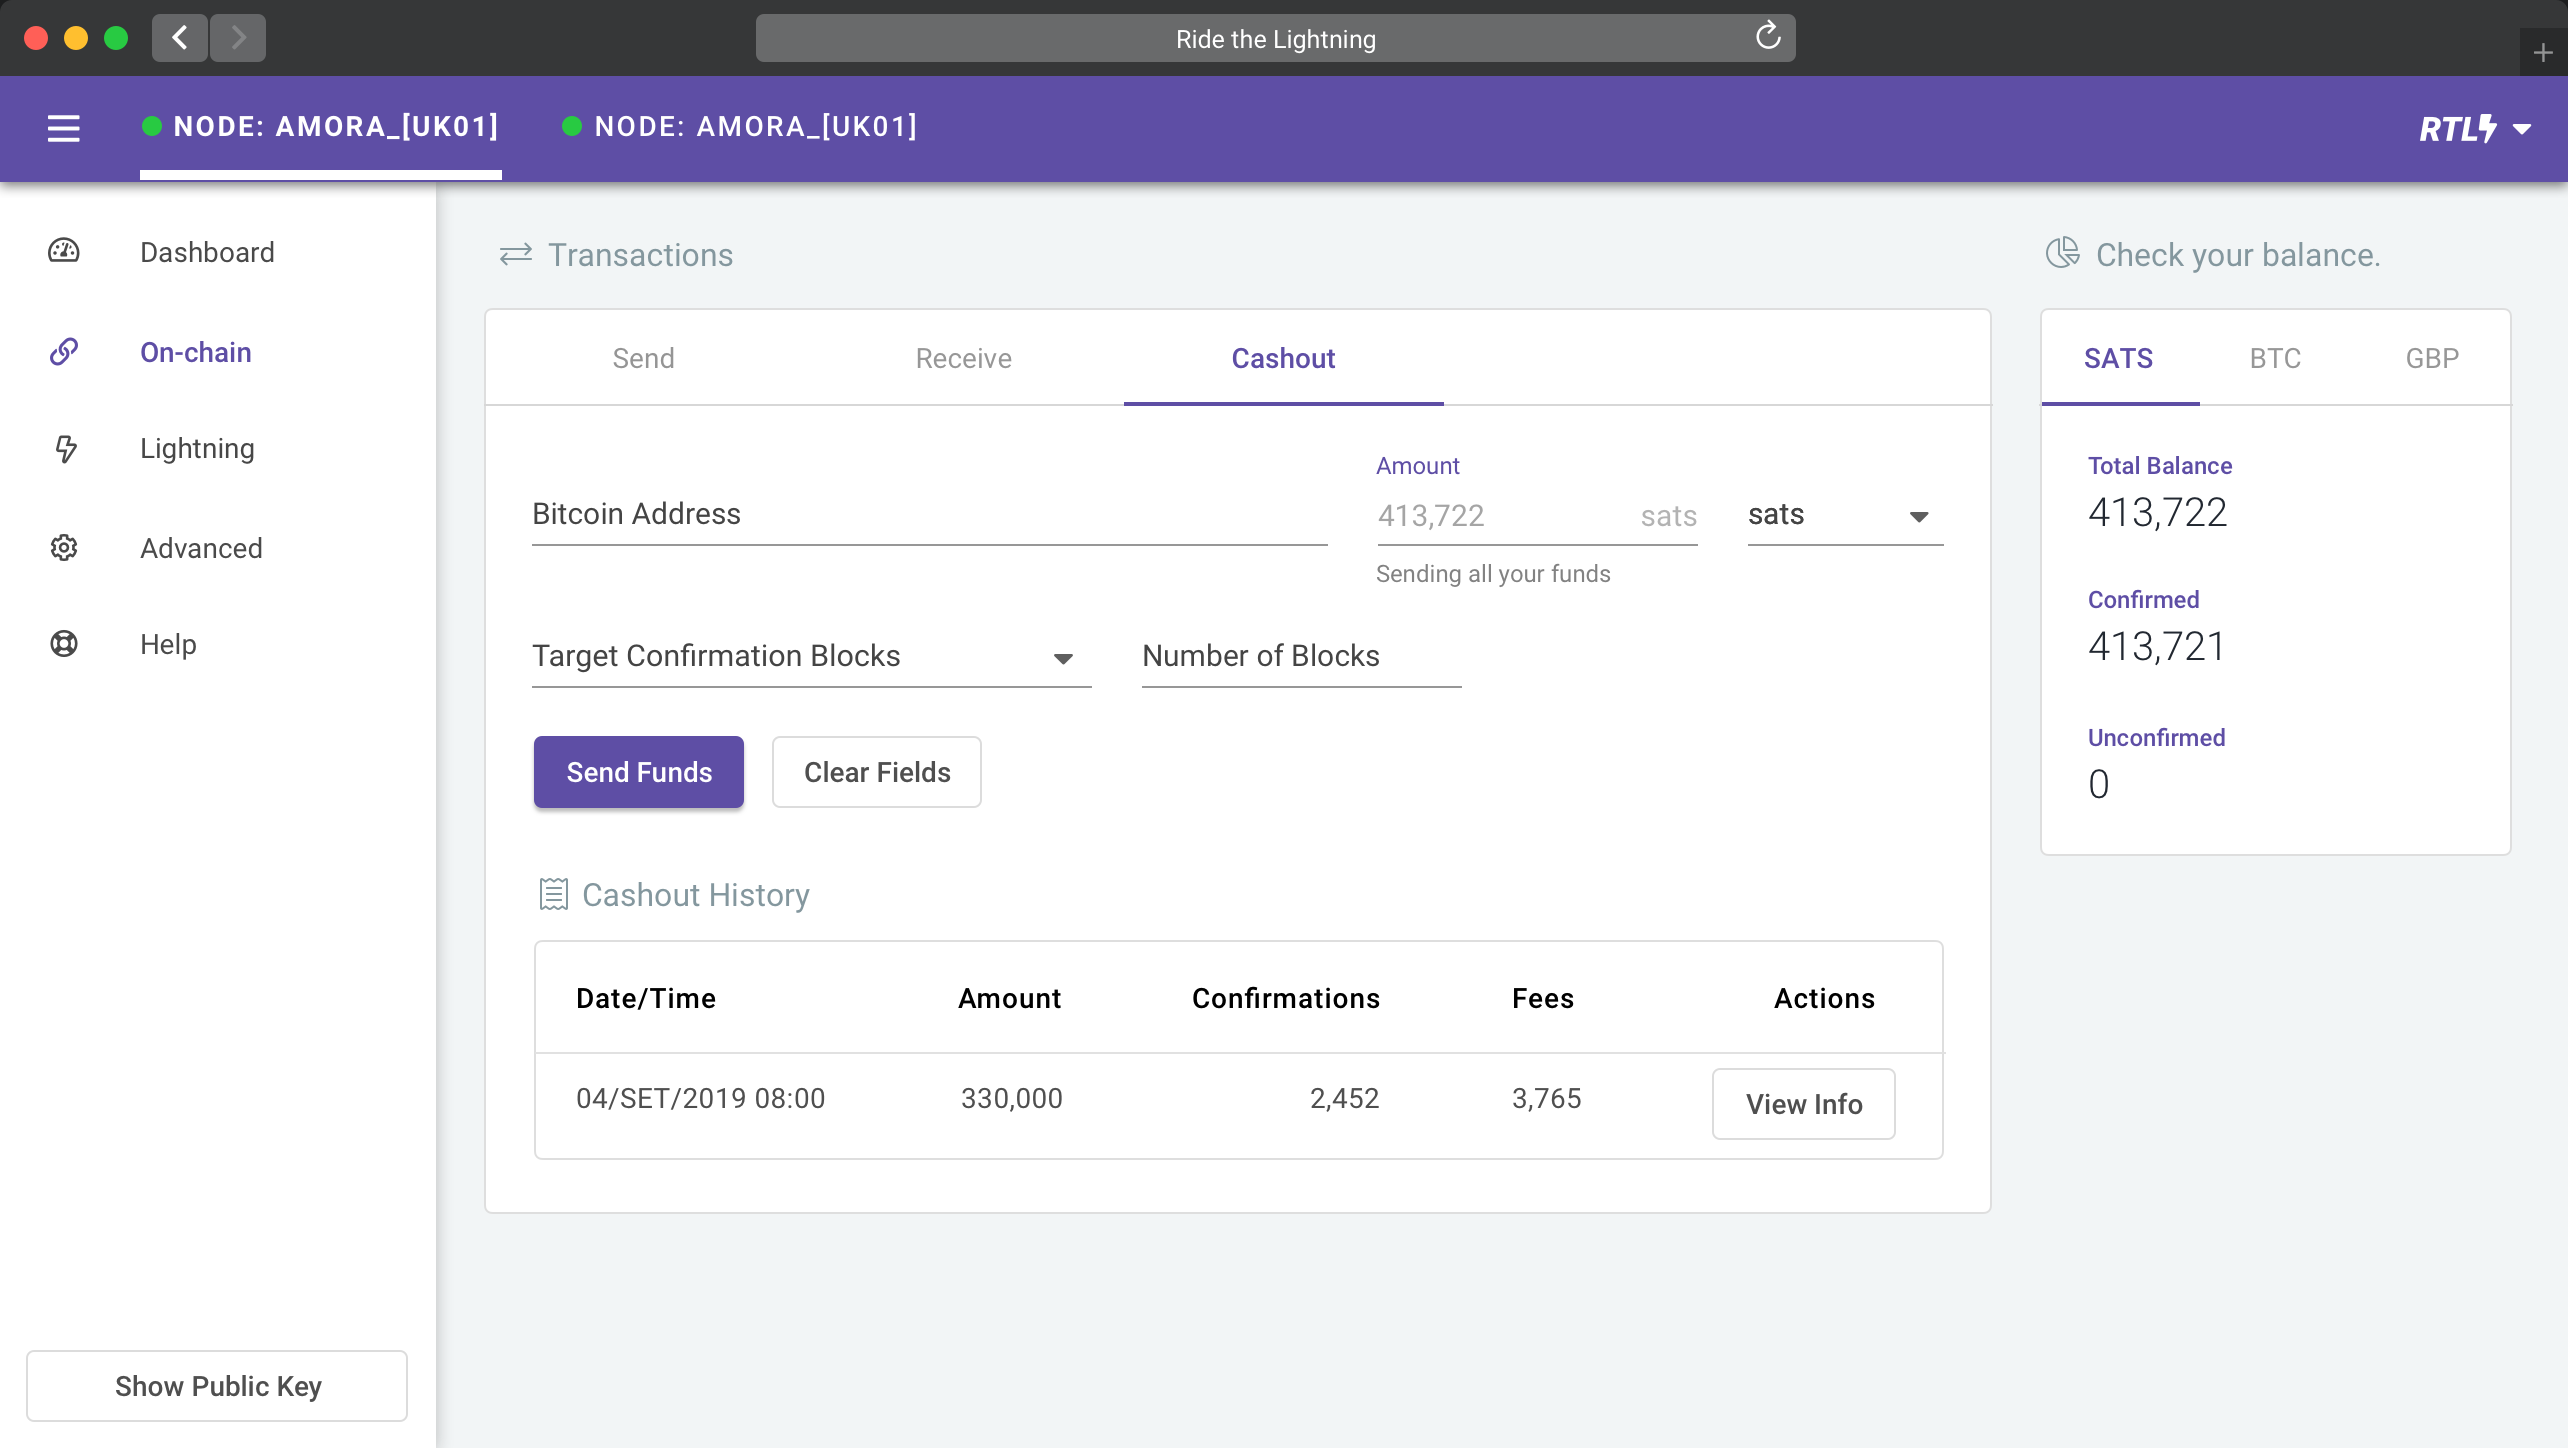 Ride the Lightning
NODE: AMORA_[UK01]
NODE: AMORA_[UK01]
RTL
Dashboard
On-chain
Lightning
Advanced
Help
Show Public Key
Transactions
Send
Receive
Cashout
Bitcoin Address
Amount
413,722 sats
sats
Sending all your funds
Target Confirmation Blocks
Number of Blocks
Send Funds
Clear Fields
Cashout History
Date/Time Amount Confirmations Fees Actions
04/SET/2019 08:00 330,000 2,452 3,765 View Info
Check your balance.
SATS
BTC
GBP
Total Balance
413,722
Confirmed
413,721
Unconfirmed
0